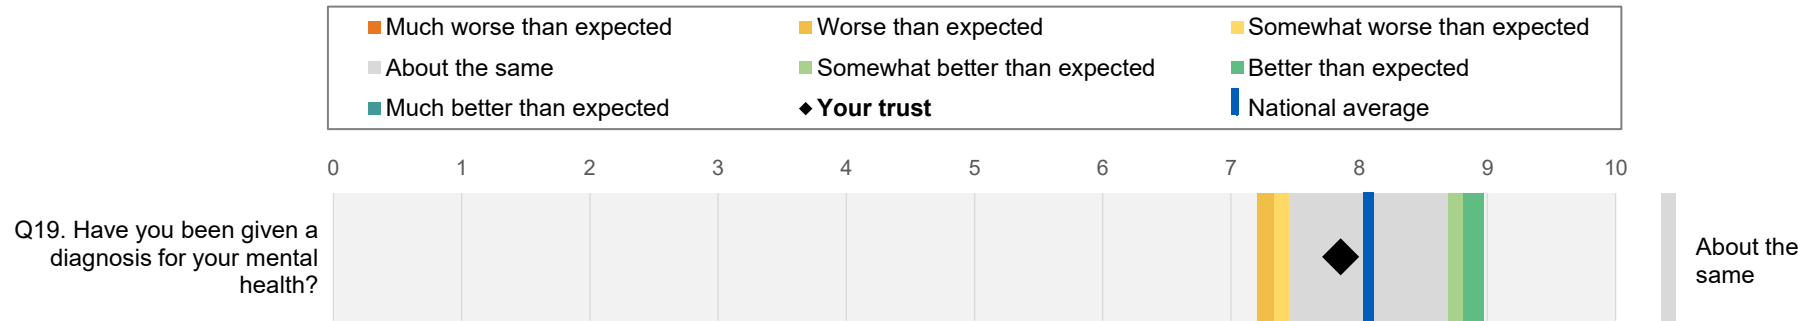 Much worse than expected
Worse than expected
Somewhat worse than expected
About the same
Somewhat better than expected
Better than expected
Much better than expected
Your trust
National average
0 1 2 3 4 5 6 7 8 9 10
Q19. Have you been given a
diagnosis for your mental
health?
About the
same